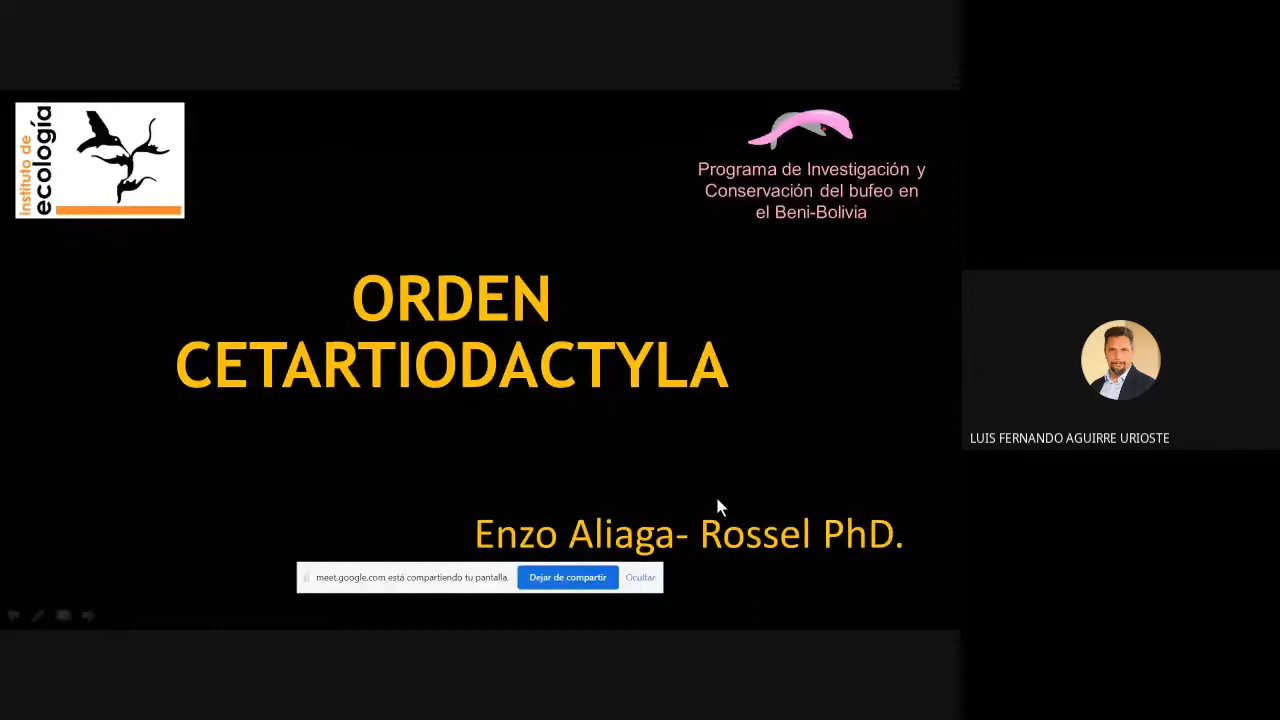 instituto de
ecología
Programa de Investigación y
Conservación del bufeo en
el Beni-Bolivia
ORDEN
CETARTIODACTYLA
Enzo Aliaga- Rossel PhD.
meet.google.com está compartiendo tu pantalla.
Dejar de compartir
Ocultar
LUIS FERNANDO AGUIRRE URIOSTE